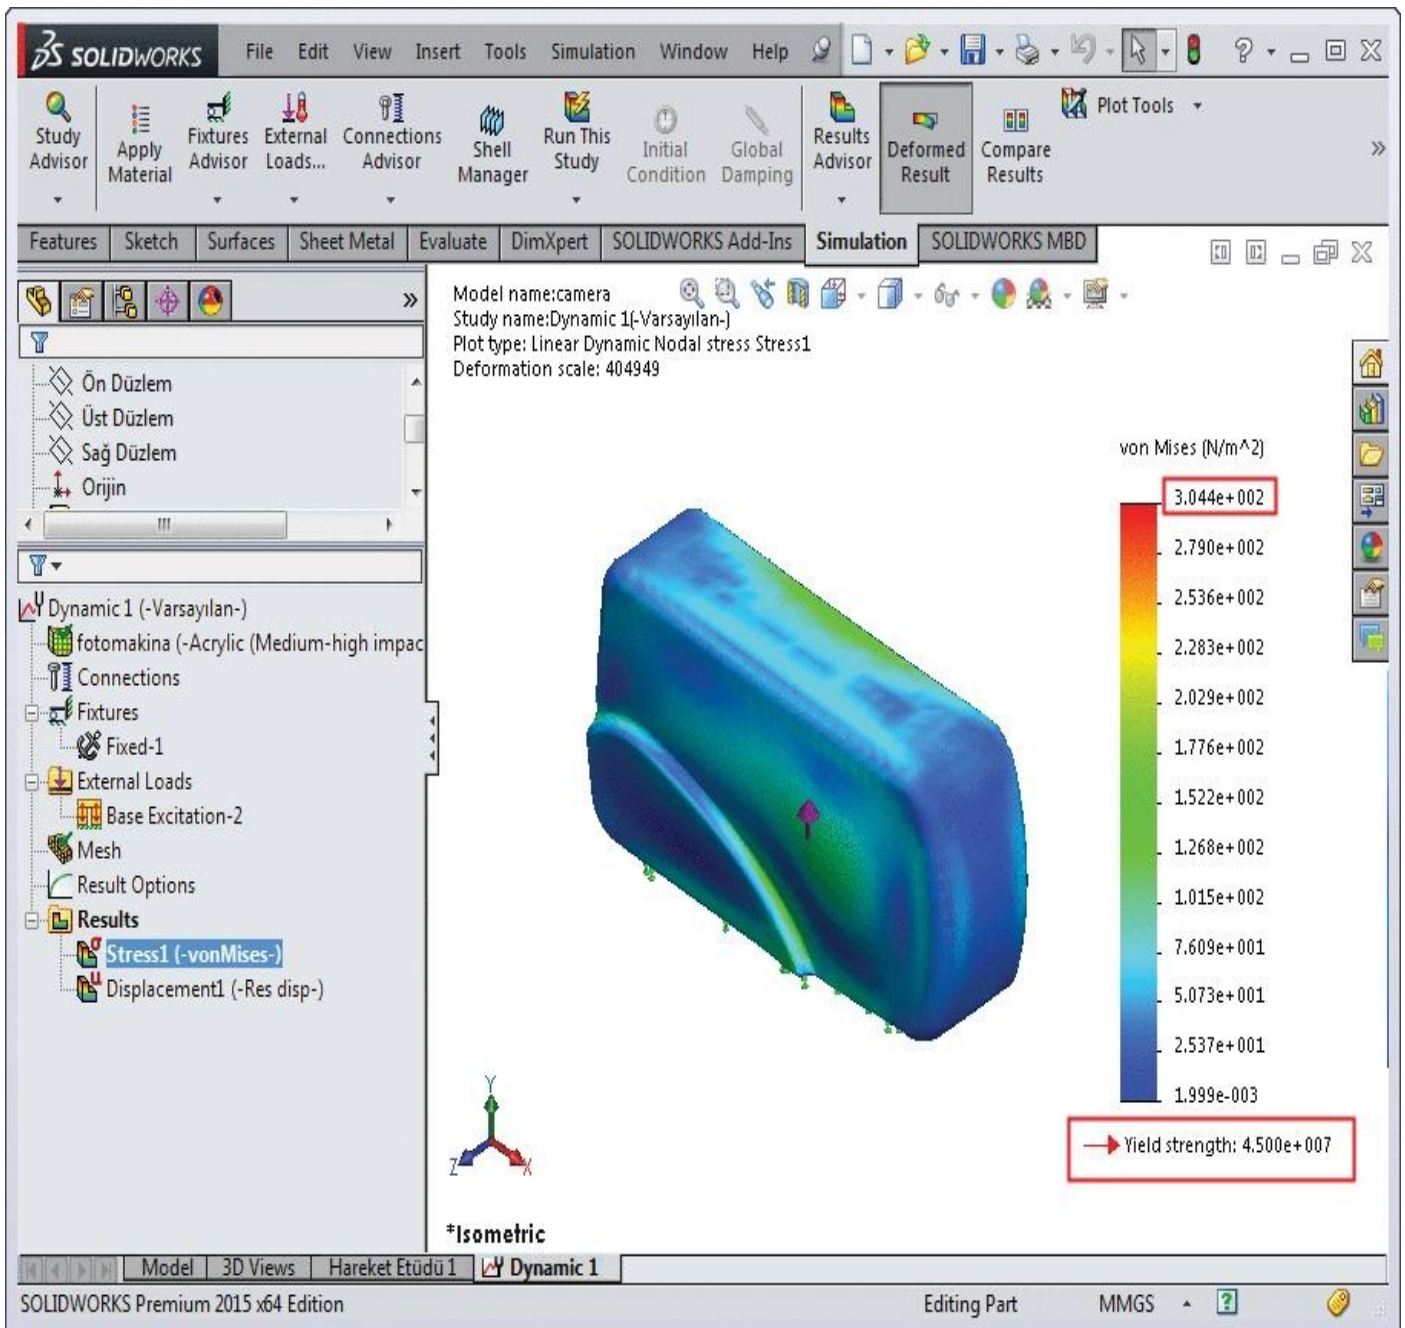 SOLIDWORKS File Edit View Insert Tools Simulation Window Help
Study Advisor
Apply Material
Fixtures Advisor
External Loads...
Connections Advisor
Shell Manager
Run This Study
Initial Condition
Global Damping
Results Advisor
Deformed Result
Compare Results
Plot Tools
Features Sketch Surfaces Sheet Metal Evaluate DimXpert SOLIDWORKS Add-Ins Simulation SOLIDWORKS MBD
Ön Düzlem
Üst Düzlem
Sağ Düzlem
Orijin
Dynamic 1 (-Varsayılan-)
fotomakina (-Acrylic (Medium-high impac
Connections
Fixtures
Fixed-1
External Loads
Base Excitation-2
Mesh
Result Options
Results
Stress1 (-vonMises-)
Displacement1 (-Res disp-)
Model name:camera
Study name:Dynamic 1(-Varsayılan-)
Plot type: Linear Dynamic Nodal stress Stress1
Deformation scale: 404949
von Mises (N/m^2)
3.044e+002
2.790e+002
2.536e+002
2.283e+002
2.029e+002
1.776e+002
1.522e+002
1.268e+002
1.015e+002
7.609e+001
5.073e+001
2.537e+001
1.999e-003
Yield strength: 4.500e+007
Y
Z X
*Isometric
Model 3D Views Hareket Etüdü 1 Dynamic 1
SOLIDWORKS Premium 2015 x64 Edition Editing Part MMGS